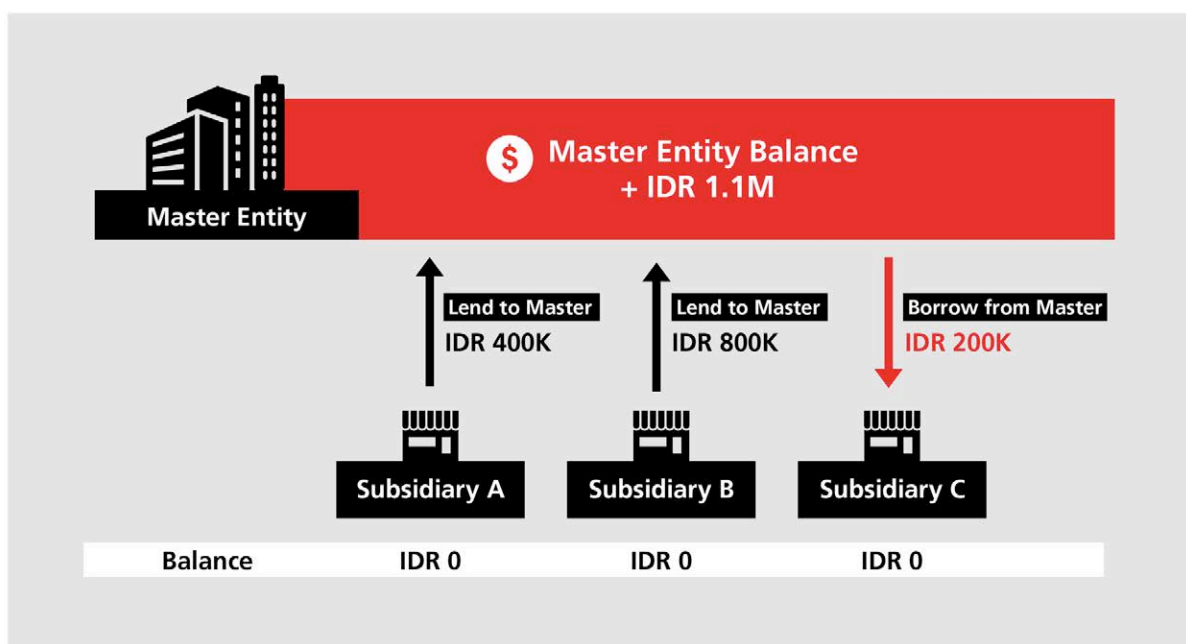 $ Master Entity Balance
+ IDR 1.1M
Master Entity
Lend to Master
IDR 400K
Lend to Master
IDR 800K
Borrow from Master
IDR 200K
Subsidiary A
Subsidiary B
Subsidiary C
Balance IDR 0 IDR 0 IDR 0